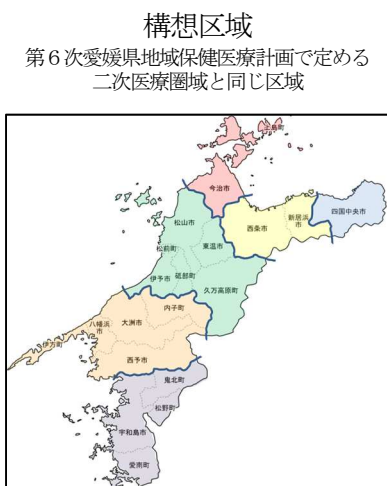 構想区域
第６次愛媛県地域保健医療計画で定める
二次医療圏域と同じ区域
上島町
今治市
松山市
東温市
西条市
新居浜
市
四国中央市
松前町
伊予市
砥部町
久万高原町
内子町
大洲市
八幡浜
市
伊方町
西予市
鬼北町
松野町
宇和島市
愛南町